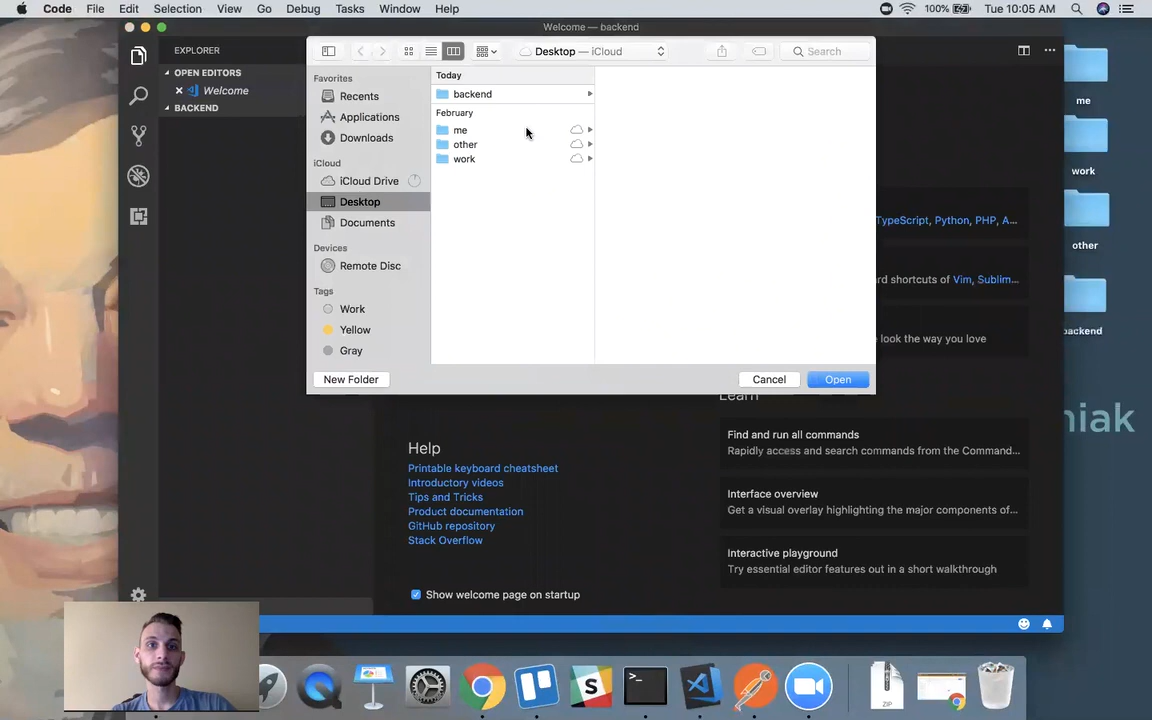 Code File Edit Selection View Go Debug Tasks Window Help 100% Tue 10:05 AM
Welcome — backend
EXPLORER
OPEN EDITORS
Welcome
BACKEND
Desktop — iCloud
Search
Favorites
Recents
Applications
Downloads
iCloud
iCloud Drive
Desktop
Documents
Devices
Remote Disc
Tags
Work
Yellow
Gray
Today
backend
February
me
other
work
New Folder
Cancel
Open
TypeScript, Python, PHP, A...
ard shortcuts of Vim, Sublim...
look the way you love
Help
Printable keyboard cheatsheet
Introductory videos
Tips and Tricks
Product documentation
GitHub repository
Stack Overflow
Show welcome page on startup
Learn
Find and run all commands
Rapidly access and search commands from the Command...
Interface overview
Get a visual overlay highlighting the major components of...
Interactive playground
Try essential editor features out in a short walkthrough
me
work
other
backend
niak
S
>_
ZIP